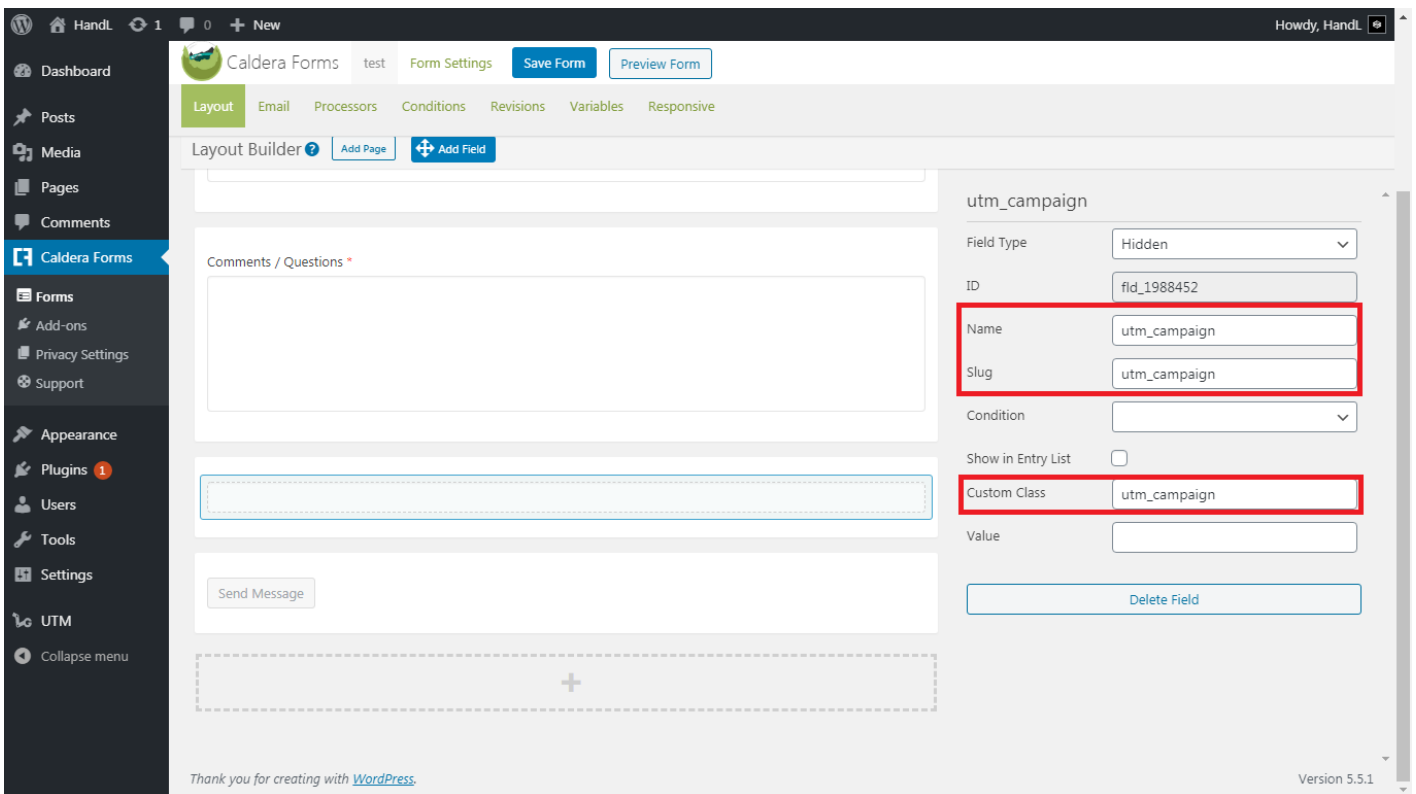 HandL 1 0 New Howdy, HandL
Dashboard
Posts
Media
Pages
Comments
Caldera Forms
Forms
Add-ons
Privacy Settings
Support
Appearance
Plugins 1
Users
Tools
Settings
UTM
Collapse menu
Caldera Forms test Form Settings Save Form Preview Form
Layout Email Processors Conditions Revisions Variables Responsive
Layout Builder ? Add Page Add Field
Comments / Questions *
Send Message
+
utm_campaign
Field Type Hidden
ID fld_1988452
Name utm_campaign
Slug utm_campaign
Condition
Show in Entry List
Custom Class utm_campaign
Value
Delete Field
Thank you for creating with WordPress. Version 5.5.1